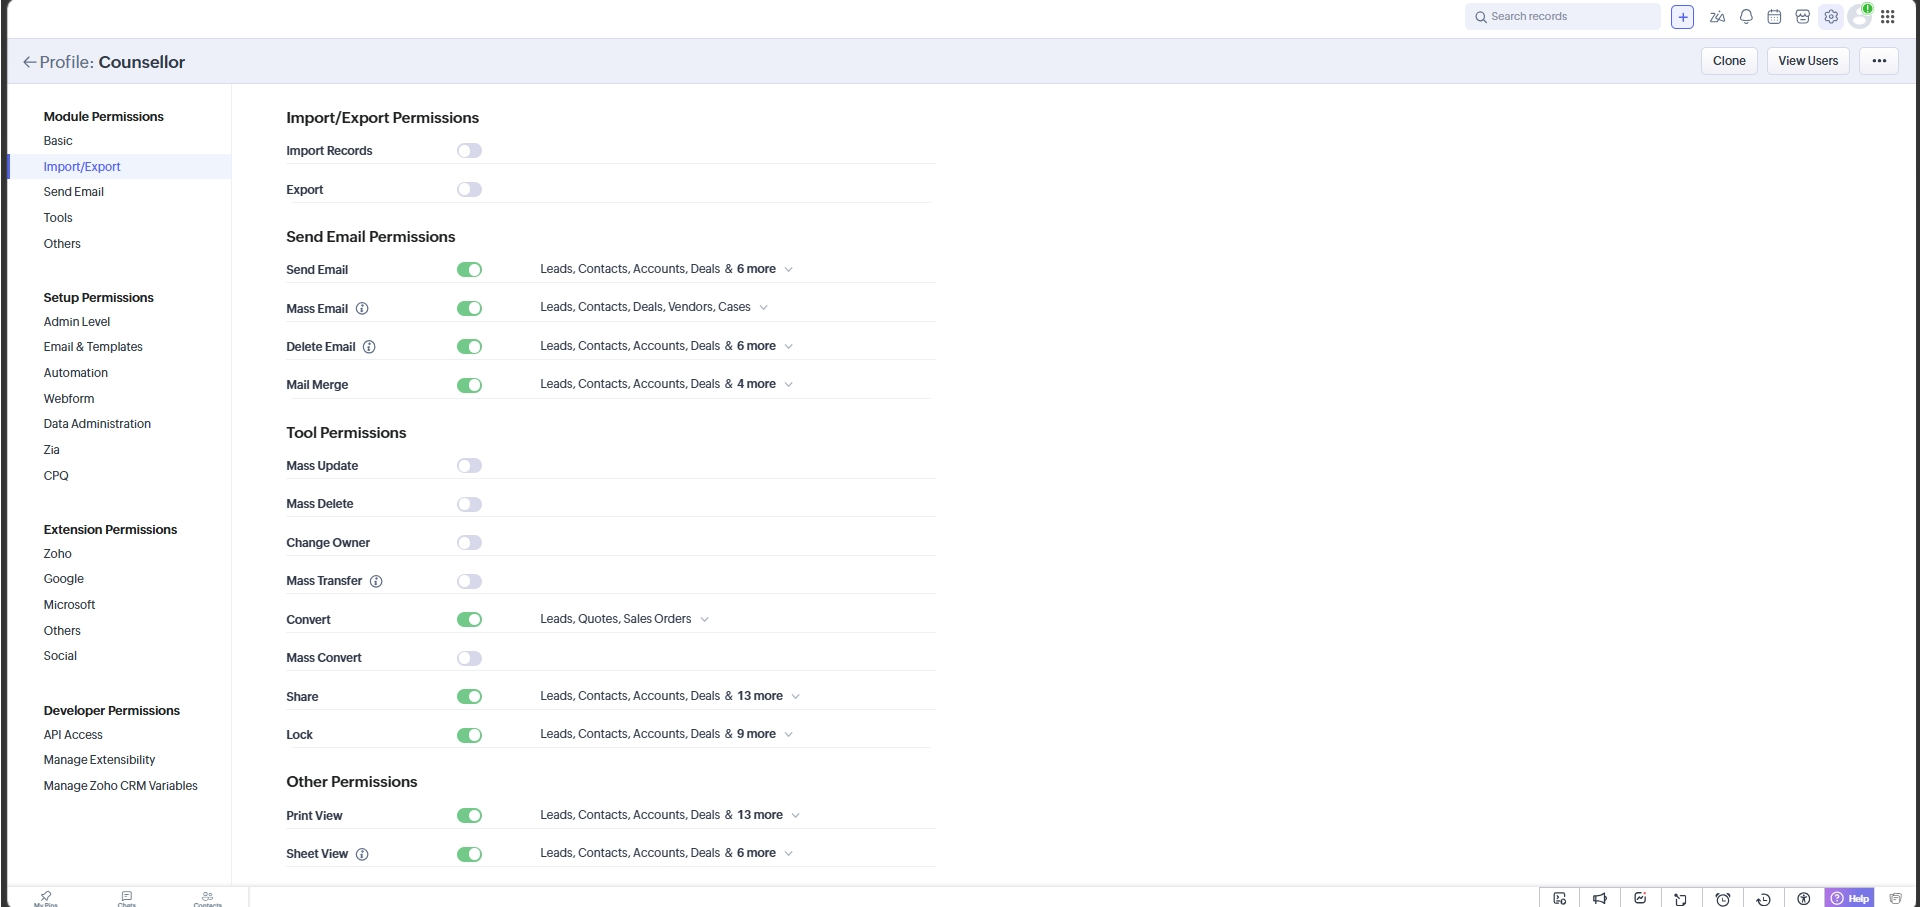 Search records
Profile: Counsellor
Clone
View Users
Module Permissions
Basic
Import/Export
Send Email
Tools
Others
Setup Permissions
Admin Level
Email & Templates
Automation
Webform
Data Administration
Zia
CPQ
Extension Permissions
Zoho
Google
Microsoft
Others
Social
Developer Permissions
API Access
Manage Extensibility
Manage Zoho CRM Variables
Import/Export Permissions
Import Records
Export
Send Email Permissions
Send Email Leads, Contacts, Accounts, Deals & 6 more
Mass Email Leads, Contacts, Deals, Vendors, Cases
Delete Email Leads, Contacts, Accounts, Deals & 6 more
Mail Merge Leads, Contacts, Accounts, Deals & 4 more
Tool Permissions
Mass Update
Mass Delete
Change Owner
Mass Transfer
Convert Leads, Quotes, Sales Orders
Mass Convert
Share Leads, Contacts, Accounts, Deals & 13 more
Lock Leads, Contacts, Accounts, Deals & 9 more
Other Permissions
Print View Leads, Contacts, Accounts, Deals & 13 more
Sheet View Leads, Contacts, Accounts, Deals & 6 more
My Pins Chats Contacts
Help